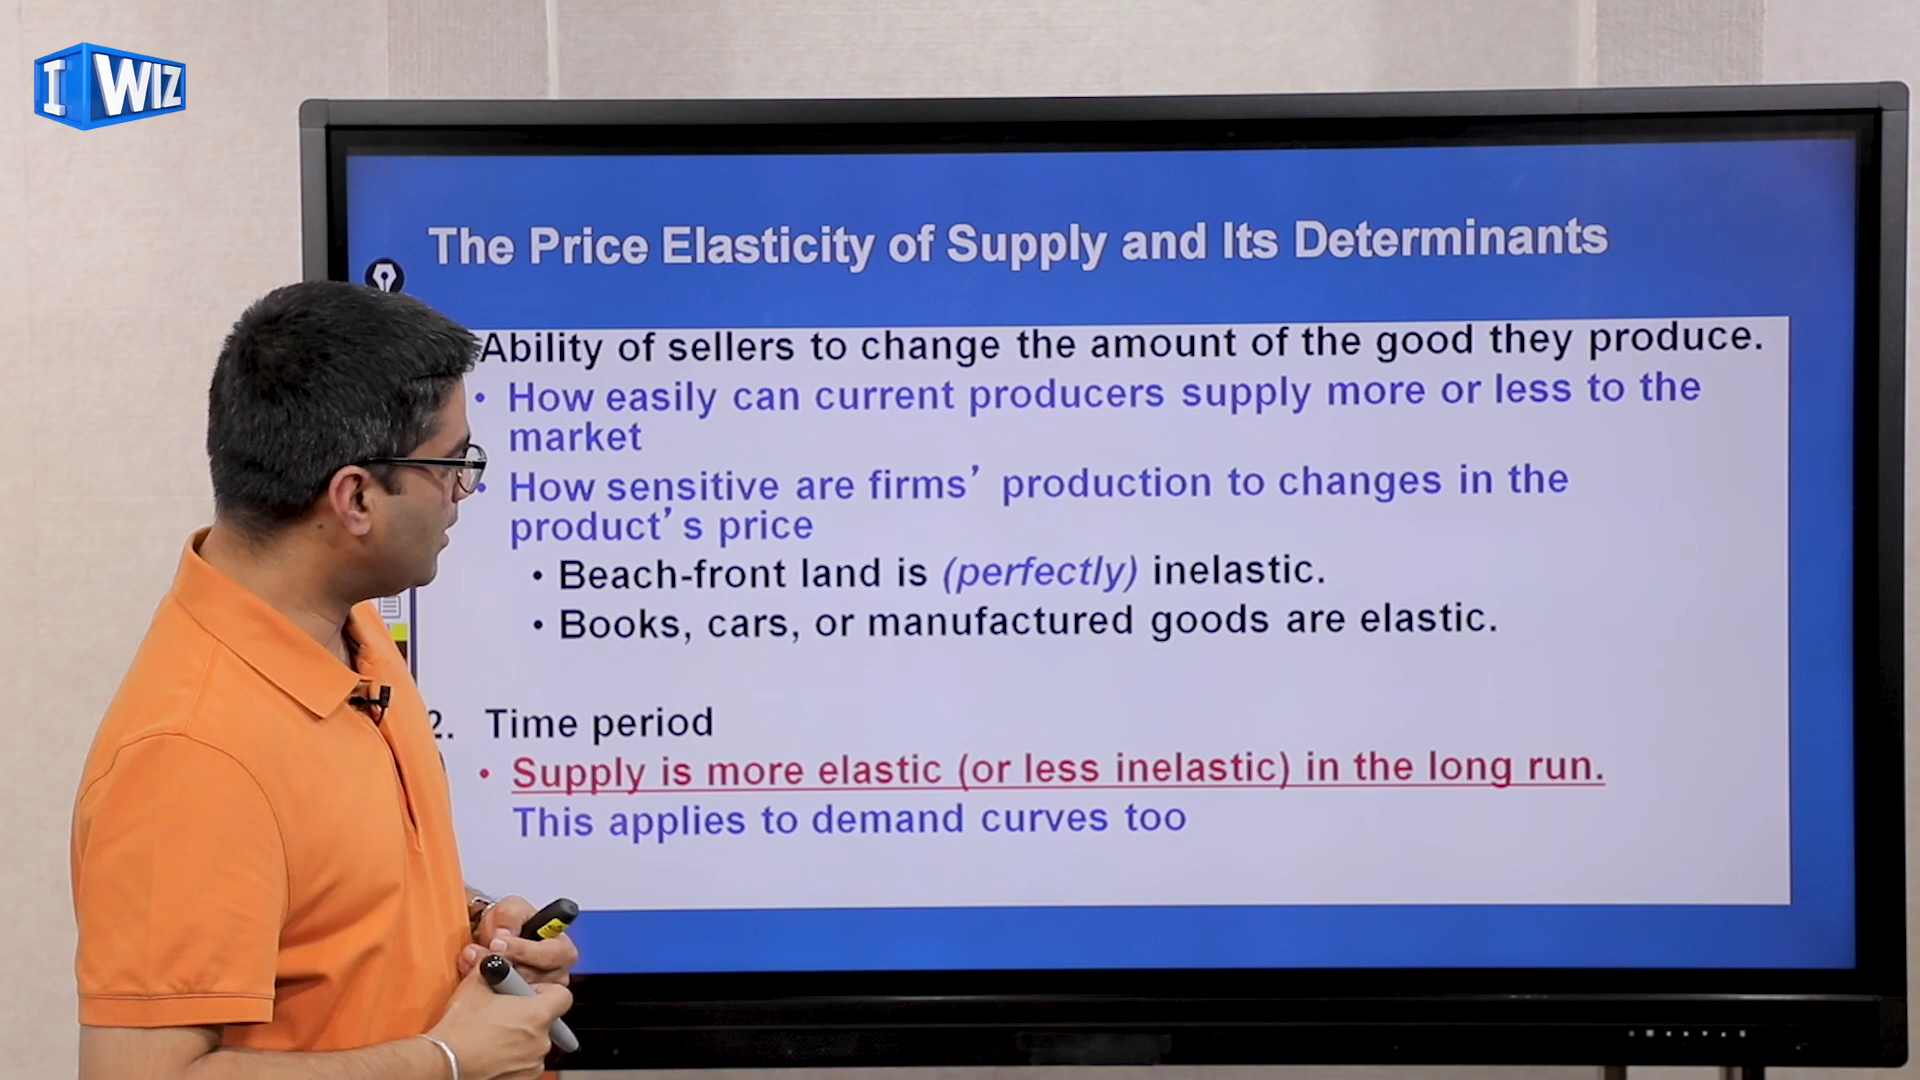 I WIZ
The Price Elasticity of Supply and Its Determinants
Ability of sellers to change the amount of the good they produce.
• How easily can current producers supply more or less to the
market
• How sensitive are firms’ production to changes in the
product’s price
• Beach-front land is (perfectly) inelastic.
• Books, cars, or manufactured goods are elastic.
2. Time period
• Supply is more elastic (or less inelastic) in the long run.
This applies to demand curves too